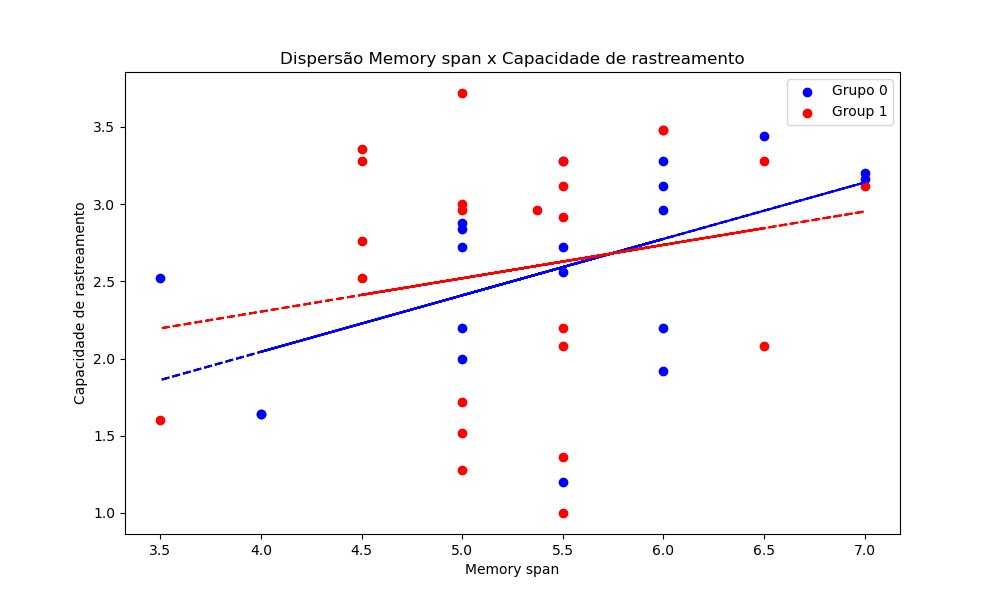 Dispersão Memory span x Capacidade de rastreamento
Grupo 0
Group 1
Capacidade de rastreamento
3.5
3.0
2.5
2.0
1.5
1.0
3.5 4.0 4.5 5.0 5.5 6.0 6.5 7.0
Memory span